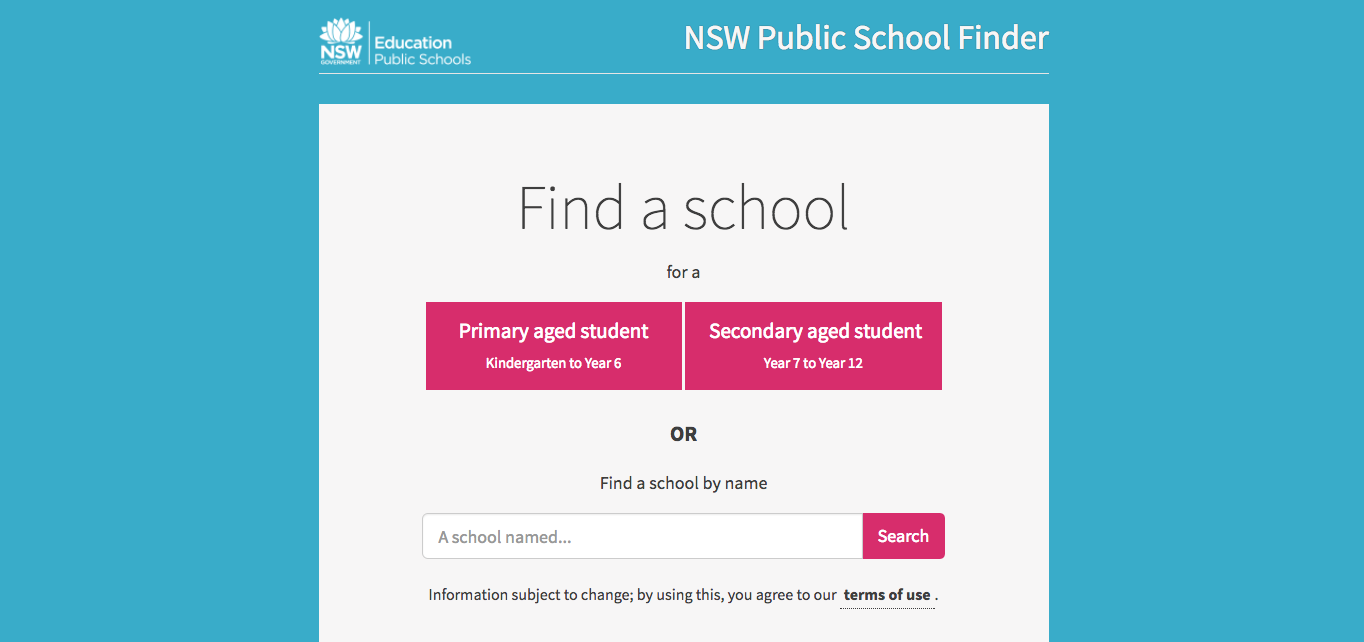 NSW
GOVERNMENT
Education
Public Schools
NSW Public School Finder
Find a school
for a
Primary aged student
Kindergarten to Year 6
Secondary aged student
Year 7 to Year 12
OR
Find a school by name
A school named...
Search
Information subject to change; by using this, you agree to our terms of use .